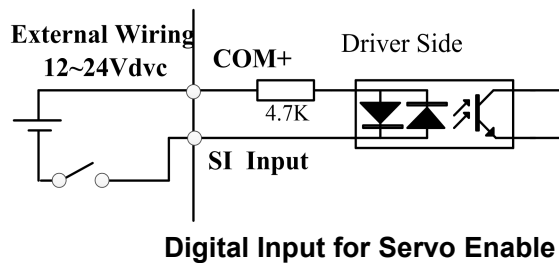 External Wiring
12~24Vdvc
COM+
Driver Side
4.7K
SI Input
Digital Input for Servo Enable